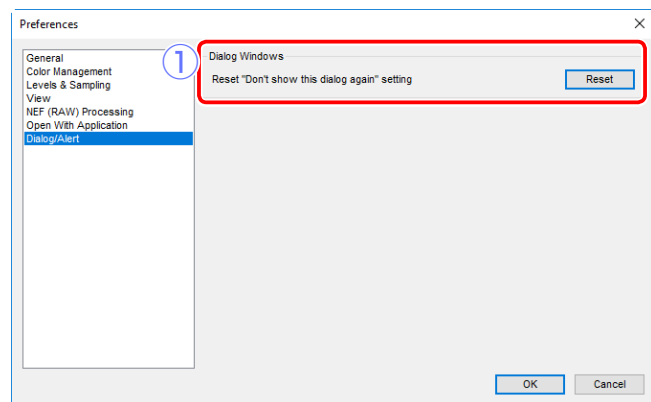 Preferences
General
Color Management
Levels & Sampling
View
NEF (RAW) Processing
Open With Application
Dialog/Alert
①
Dialog Windows
Reset "Don't show this dialog again" setting
Reset
OK
Cancel